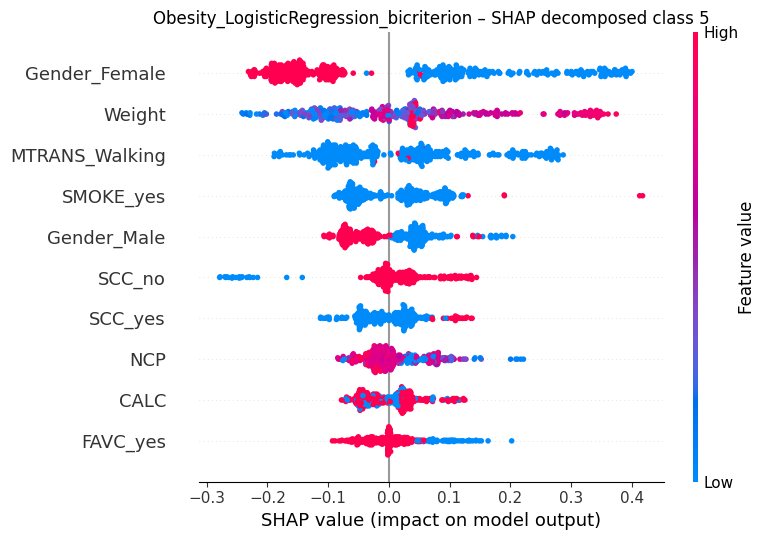 Obesity_LogisticRegression_bicriterion – SHAP decomposed class 5
High
Gender_Female
Weight
MTRANS_Walking
SMOKE_yes
Gender_Male
SCC_no
SCC_yes
NCP
CALC
FAVC_yes
Feature value
Low
−0.3 −0.2 −0.1 0.0 0.1 0.2 0.3 0.4
SHAP value (impact on model output)